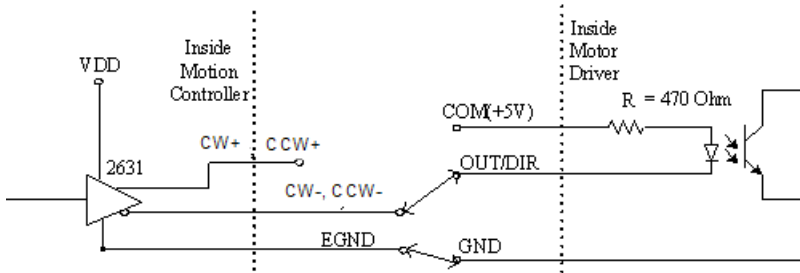 Inside
Motion
Controller
Inside
Motor
Driver
VDD
R = 470 Ohm
COM(+5V)
2631
CW+ CCW+
OUT/DIR
CW-, CCW-
EGND
GND